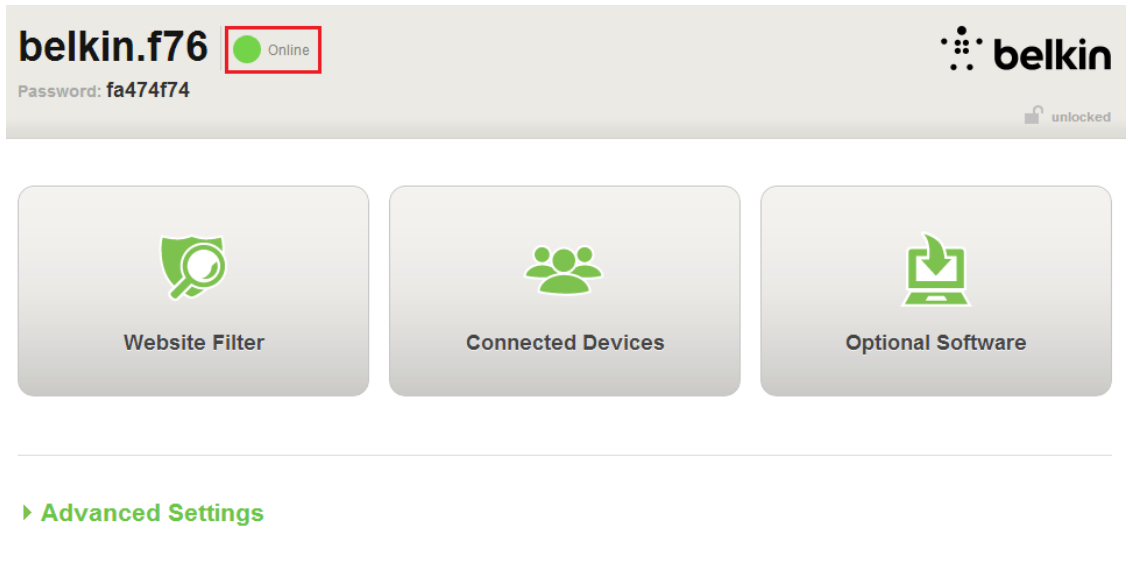 belkin.f76 Online
Password: fa474f74
belkin
unlocked
Website Filter
Connected Devices
Optional Software
Advanced Settings